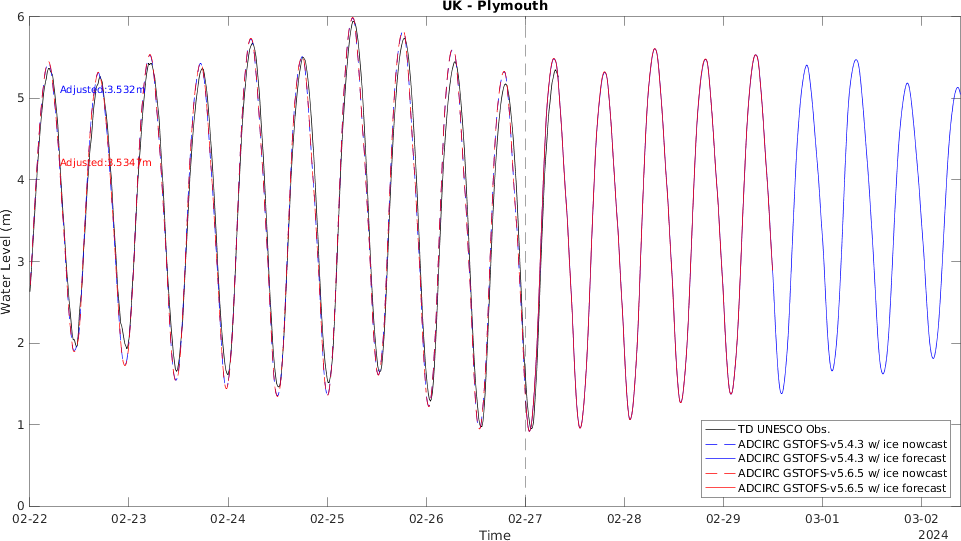 UK - Plymouth
6
5
4
3
2
1
0
Water Level (m)
Adjusted:3.532m
Adjusted:3.5347m
TD UNESCO Obs.
ADCIRC GSTOFS-v5.4.3 w/ ice nowcast
ADCIRC GSTOFS-v5.4.3 w/ ice forecast
ADCIRC GSTOFS-v5.6.5 w/ ice nowcast
ADCIRC GSTOFS-v5.6.5 w/ ice forecast
02-22 02-23 02-24 02-25 02-26 02-27 02-28 02-29 03-01 03-02
Time
2024